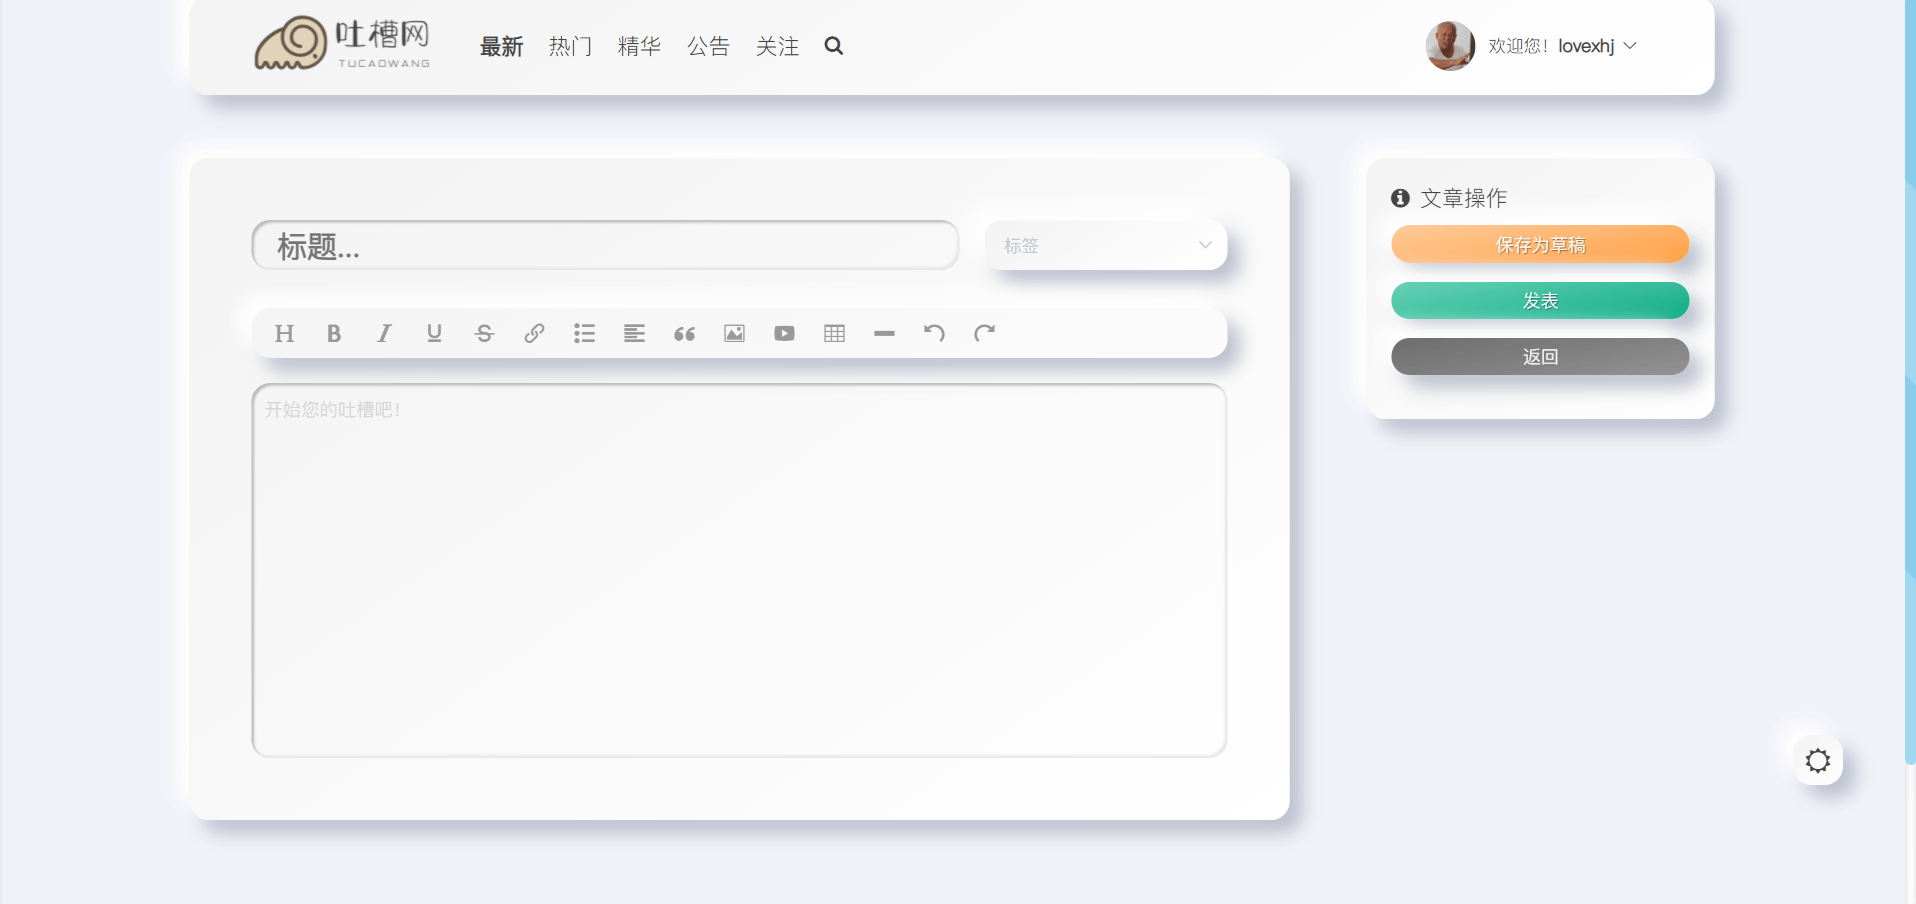 吐槽网
TUCAOWANG
最新 热门 精华 公告 关注
欢迎您！lovexhj
标题...
标签
H B I U S
开始您的吐槽吧！
文章操作
保存为草稿
发表
返回